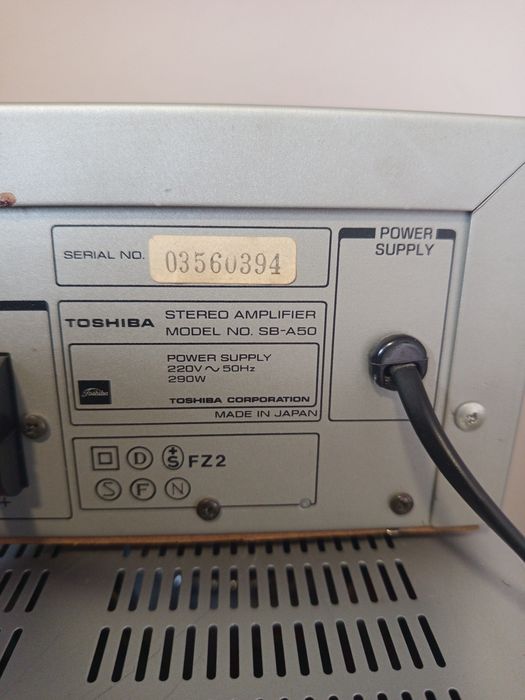 POWER
SUPPLY
SERIAL NO. 03560394
TOSHIBA
STEREO AMPLIFIER
MODEL NO. SB-A50
POWER SUPPLY
220V ~ 50Hz
290W
Toshiba
TOSHIBA CORPORATION
MADE IN JAPAN
D +S FZ2
S F N